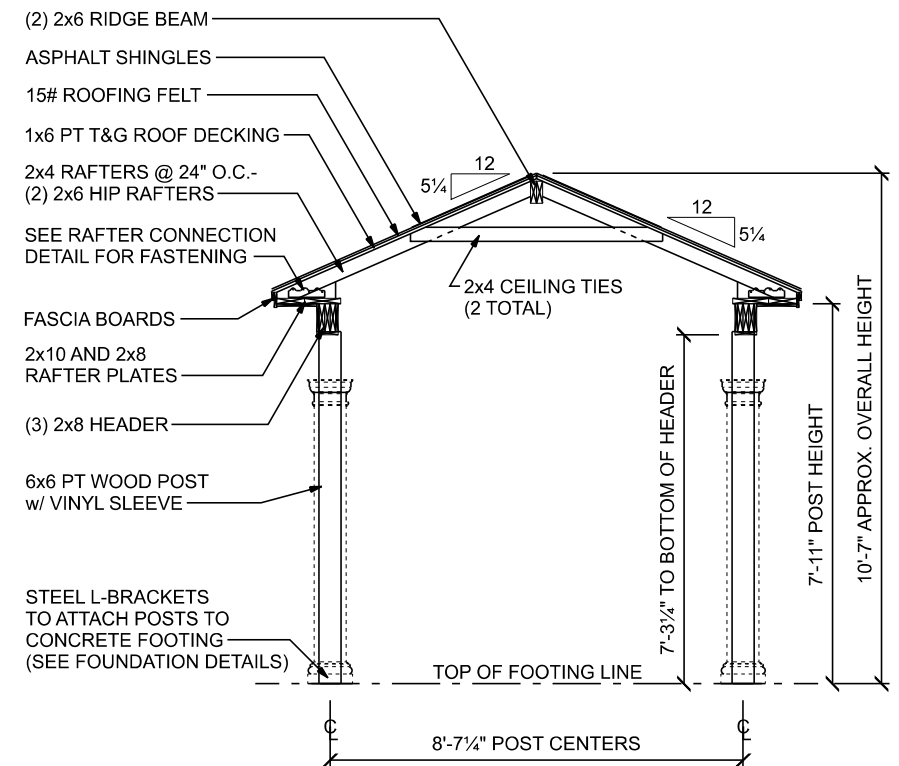 (2) 2x6 RIDGE BEAM
ASPHALT SHINGLES
15# ROOFING FELT
1x6 PT T&G ROOF DECKING
2x4 RAFTERS @ 24" O.C.-
(2) 2x6 HIP RAFTERS
SEE RAFTER CONNECTION
DETAIL FOR FASTENING
FASCIA BOARDS
2x10 AND 2x8
RAFTER PLATES
(3) 2x8 HEADER
6x6 PT WOOD POST
w/ VINYL SLEEVE
STEEL L-BRACKETS
TO ATTACH POSTS TO
CONCRETE FOOTING
(SEE FOUNDATION DETAILS)
12
5¼
12
5¼
2x4 CEILING TIES
(2 TOTAL)
7'-3¼" TO BOTTOM OF HEADER
7'-11" POST HEIGHT
10'-7" APPROX. OVERALL HEIGHT
TOP OF FOOTING LINE
℄
℄
8'-7¼" POST CENTERS